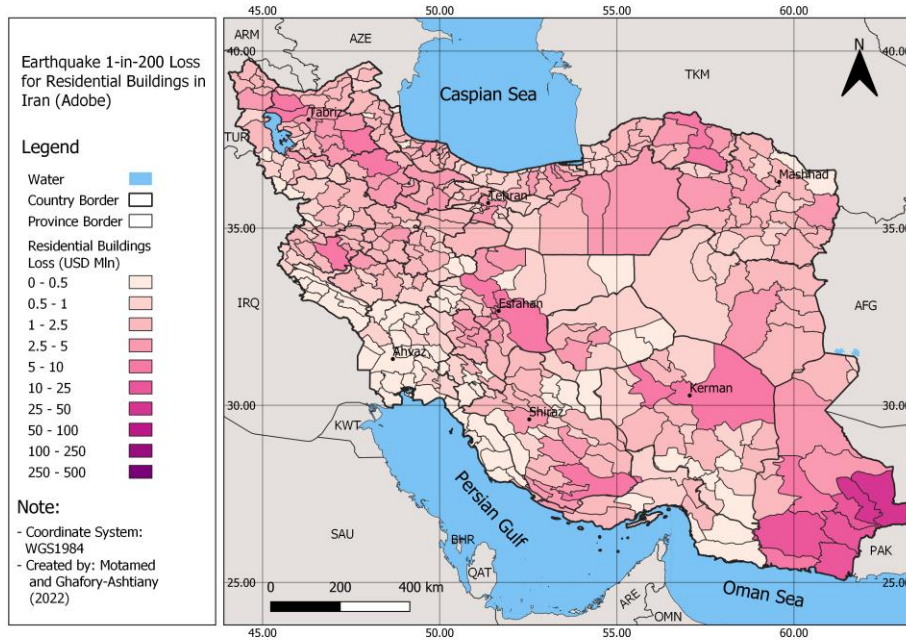 Earthquake 1-in-200 Loss
for Residential Buildings in
Iran (Adobe)
Legend
Water
Country Border
Province Border
Residential Buildings
Loss (USD Mln)
0 - 0.5
0.5 - 1
1 - 2.5
2.5 - 5
5 - 10
10 - 25
25 - 50
50 - 100
100 - 250
250 - 500
Note:
- Coordinate System:
WGS1984
- Created by: Motamed
and Ghafory-Ashtiany
(2022)
45.00 50.00 55.00 60.00
ARM AZE N
40.00 40.00
TKM
Caspian Sea
Tabriz
TUR
Mashhad
Tehran
35.00 35.00
IRQ Esfahan AFG
Ahvaz
Kerman
30.00 30.00
Shiraz
KWT
Persian Gulf
SAU BHR PAK
QAT
25.00 25.00
ARE Oman Sea
0 200 400 km
OMN
45.00 50.00 55.00 60.00